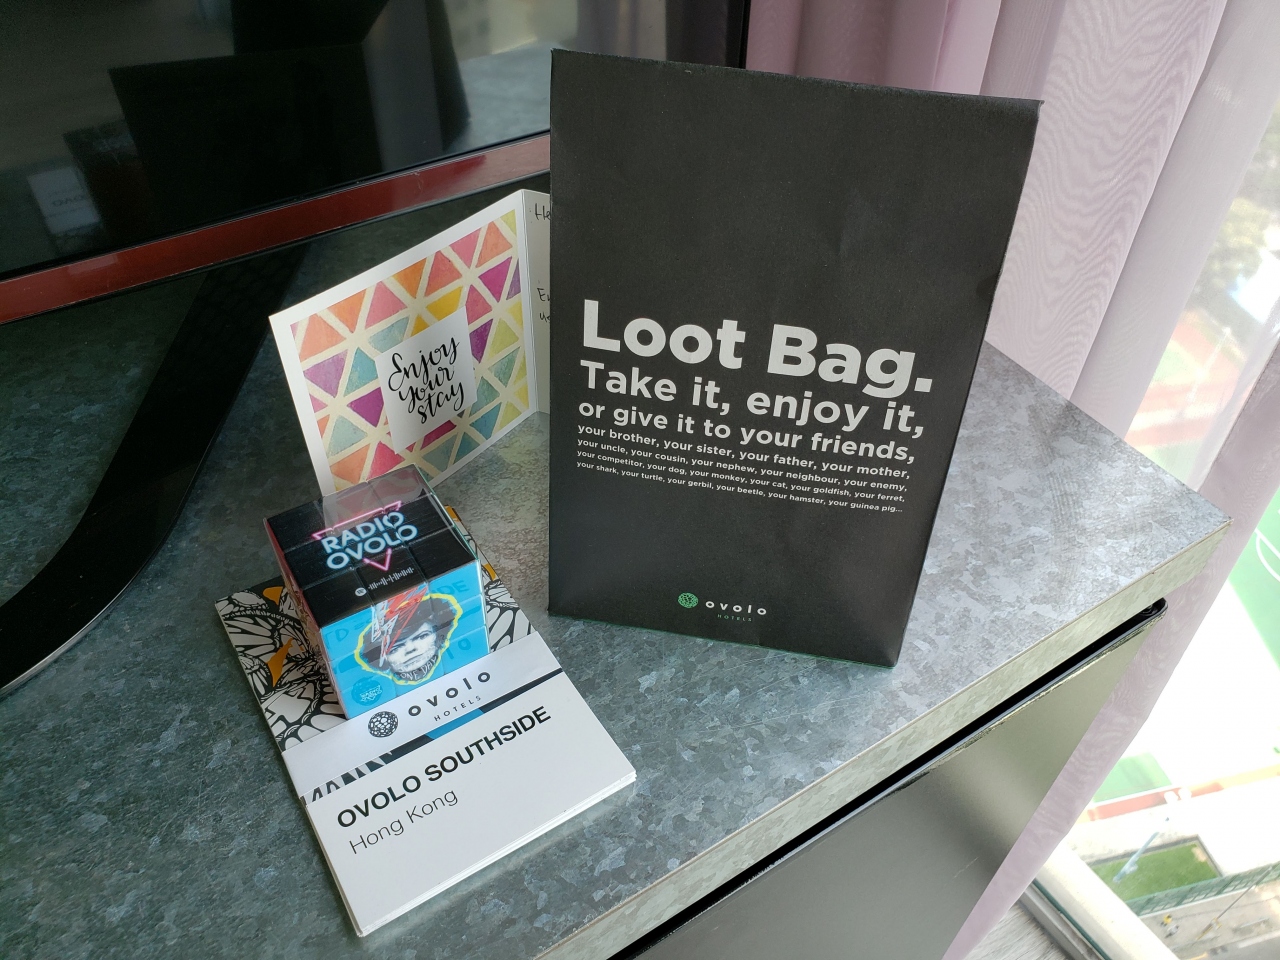 Enjoy
your
stay
Loot Bag.
Take it, enjoy it,
or give it to your friends,
your brother, your sister, your father, your mother,
your uncle, your cousin, your nephew, your neighbour, your enemy,
your competitor, your dog, your monkey, your cat, your goldfish, your ferret,
your shark, your turtle, your gerbil, your beetle, your hamster, your guinea pig...
ovolo
HOTELS
RADIO
OVOLO
ovolo
HOTELS
OVOLO SOUTHSIDE
Hong Kong